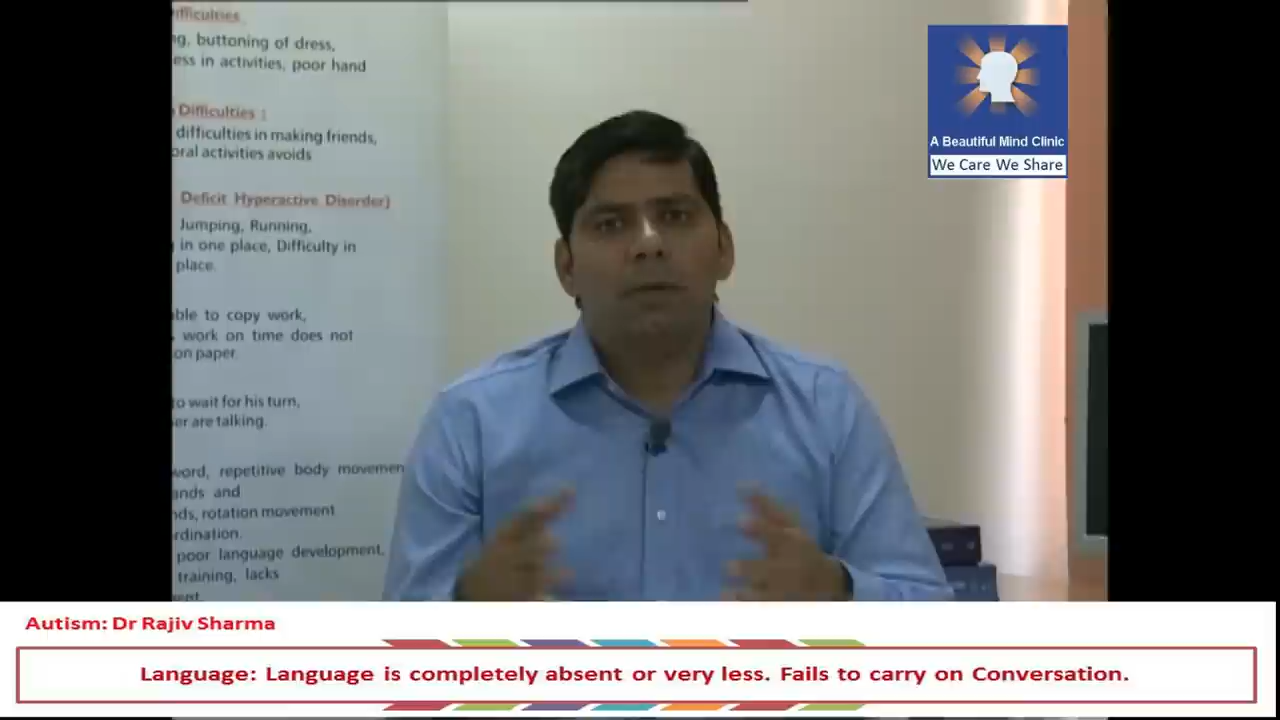 ifficulties
ng, buttoning of dress,
ess in activities, poor hand
Difficulties :
difficulties in making friends,
oral activities avoids
Deficit Hyperactive Disorder)
Jumping, Running,
in one place, Difficulty in
place.
ble to copy work,
work on time does not
on paper.
to wait for his turn,
er are talking.
word, repetitive body movemen
ands and
nds, rotation movement
rdination.
poor language development,
training, lacks
A Beautiful Mind Clinic
We Care We Share
Autism: Dr Rajiv Sharma
Language: Language is completely absent or very less. Fails to carry on Conversation.